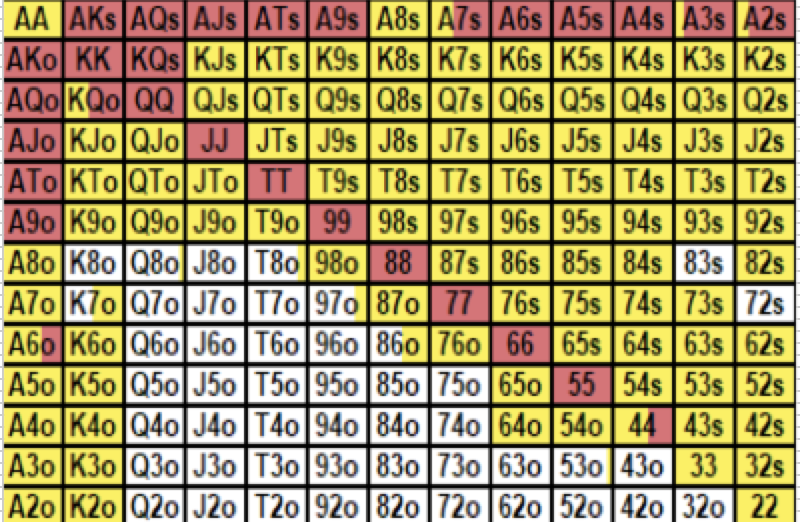 AA AKs AQs AJs ATs A9s A8s A7s A6s A5s A4s A3s A2s
AKo KK KQs KJs KTs K9s K8s K7s K6s K5s K4s K3s K2s
AQo KQo QQ QJs QTs Q9s Q8s Q7s Q6s Q5s Q4s Q3s Q2s
AJo KJo QJo JJ JTs J9s J8s J7s J6s J5s J4s J3s J2s
ATo KTo QTo JTo TT T9s T8s T7s T6s T5s T4s T3s T2s
A9o K9o Q9o J9o T9o 99 98s 97s 96s 95s 94s 93s 92s
A8o K8o Q8o J8o T8o 98o 88 87s 86s 85s 84s 83s 82s
A7o K7o Q7o J7o T7o 97o 87o 77 76s 75s 74s 73s 72s
A6o K6o Q6o J6o T6o 96o 86o 76o 66 65s 64s 63s 62s
A5o K5o Q5o J5o T5o 95o 85o 75o 65o 55 54s 53s 52s
A4o K4o Q4o J4o T4o 94o 84o 74o 64o 54o 44 43s 42s
A3o K3o Q3o J3o T3o 93o 83o 73o 63o 53o 43o 33 32s
A2o K2o Q2o J2o T2o 92o 82o 72o 62o 52o 42o 32o 22